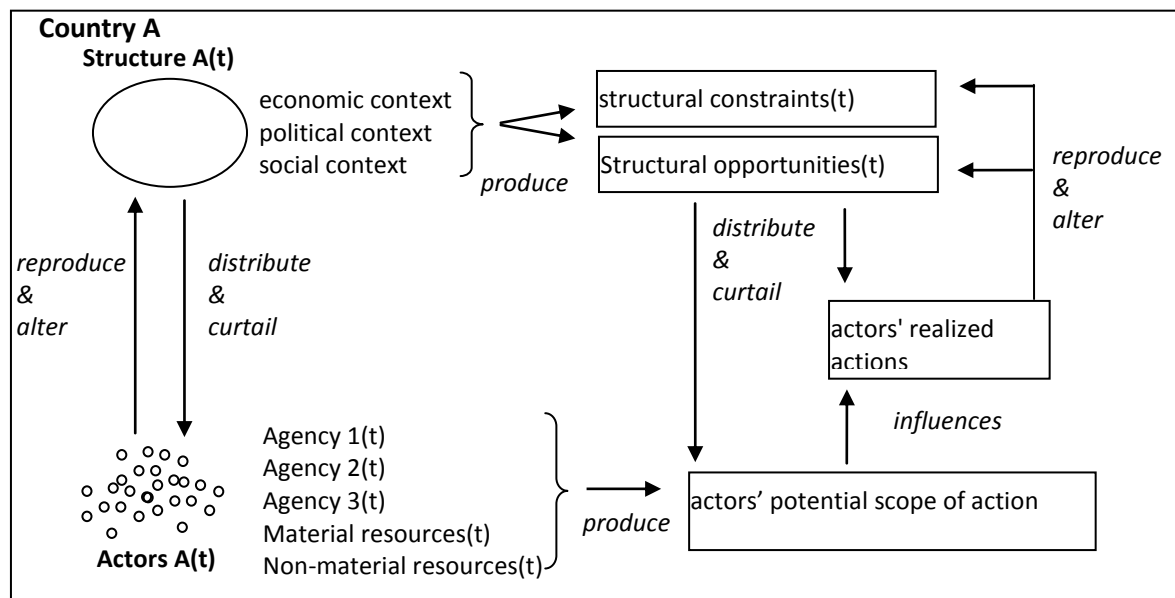 Country A
Structure A(t)
economic context
political context
social context
produce
structural constraints(t)
Structural opportunities(t)
reproduce
&
alter
reproduce
&
alter
distribute
&
curtail
distribute
&
curtail
actors' realized
actions
influences
Agency 1(t)
Agency 2(t)
Agency 3(t)
Material resources(t)
Non-material resources(t)
produce
actors’ potential scope of action
Actors A(t)